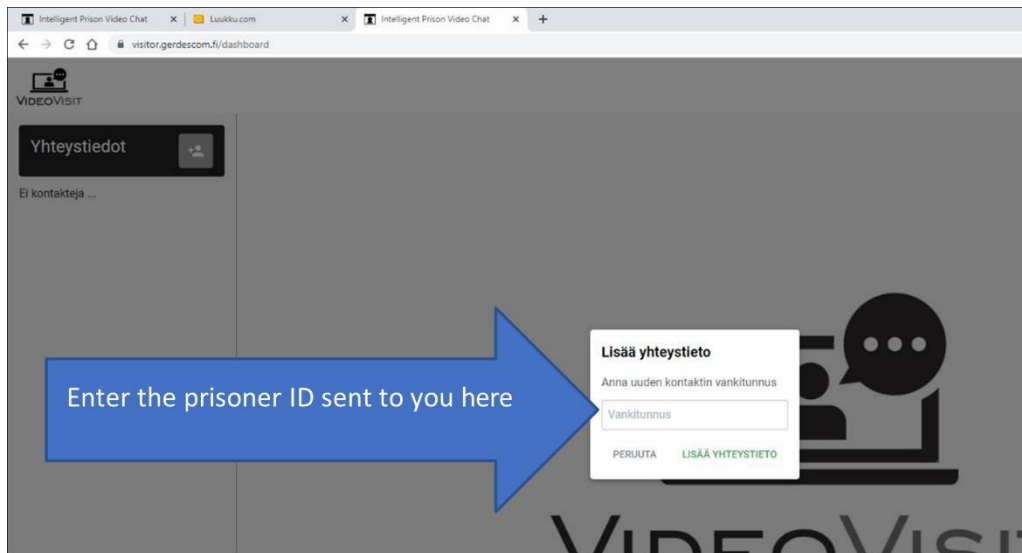 Intelligent Prison Video Chat
Luukku.com
Intelligent Prison Video Chat
visitor.gerdescom.fi/dashboard
VIDEOVISIT
Yhteystiedot
Ei kontakteja ...
Enter the prisoner ID sent to you here
Lisää yhteystieto
Anna uuden kontaktin vankitunnus
Vankitunnus
PERUUTA LISÄÄ YHTEYSTIETO
VIDEOVISIT